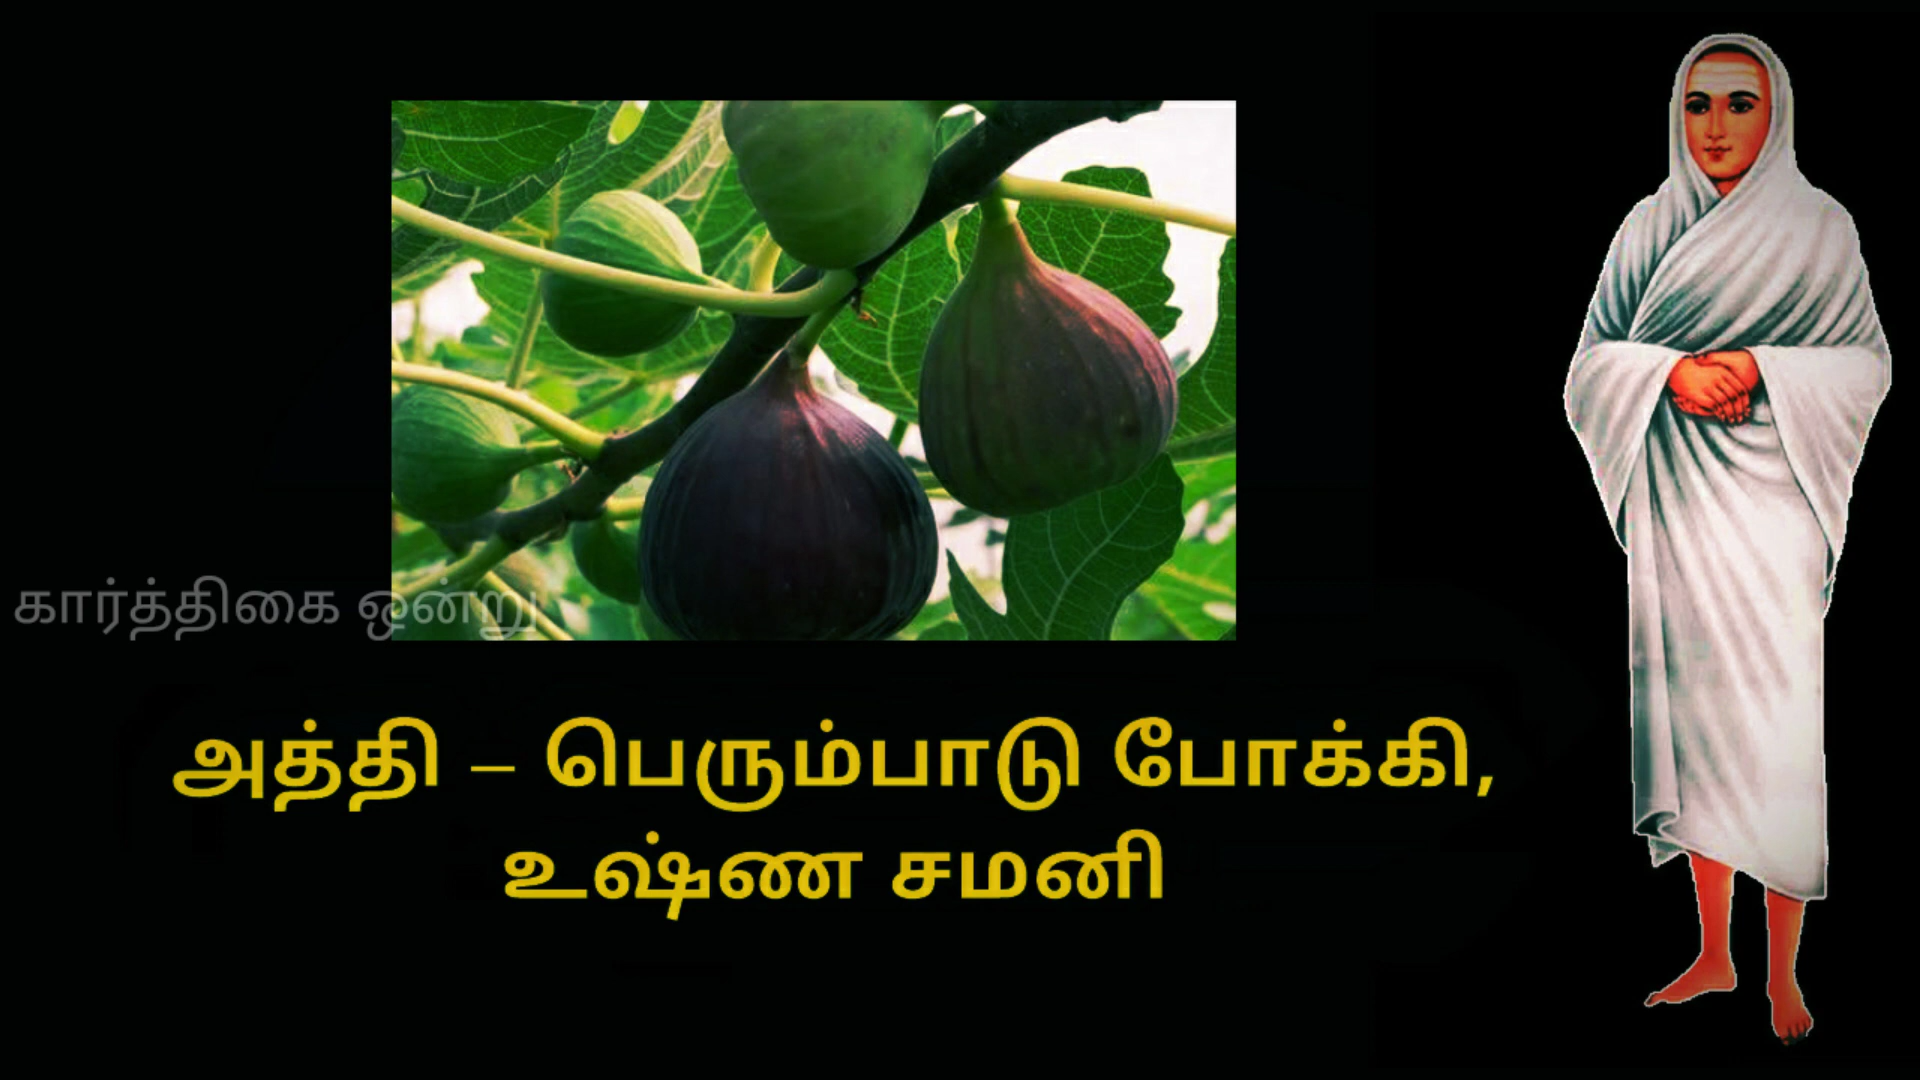 கார்த்திகை ஒன்று
அத்தி – பெரும்பாடு போக்கி,
உஷ்ண சமனி